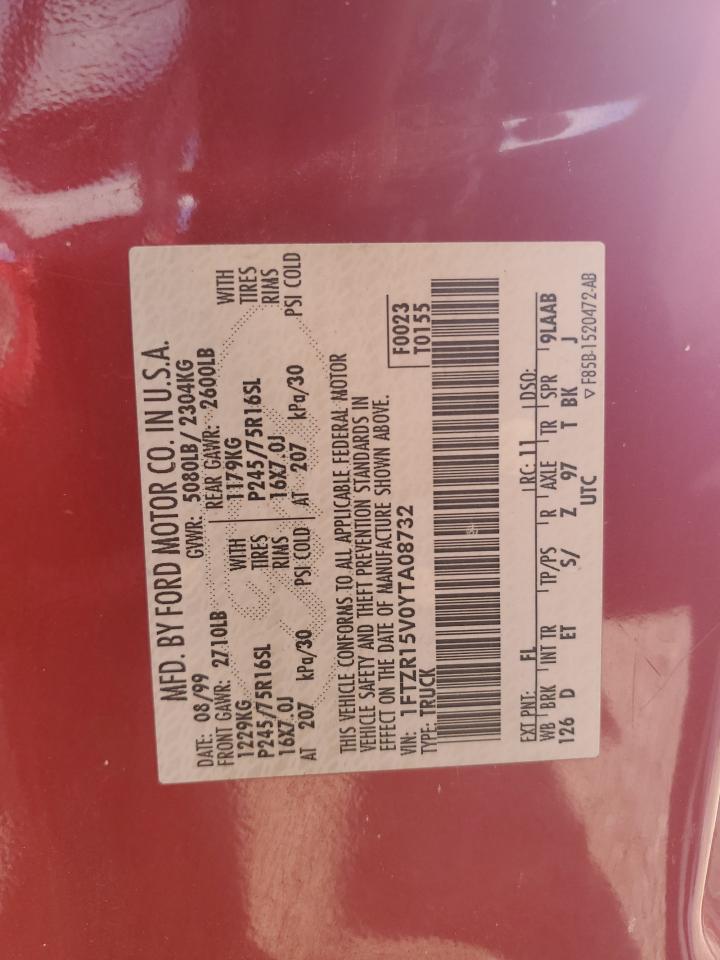 MFD. BY FORD MOTOR CO. IN U.S.A.
DATE: 08/99 GVWR: 5080LB/ 2304KG
FRONT GAWR: 2710LB REAR GAWR: 2600LB
1229KG WITH 1179KG WITH
P245/75R16SL TIRES P245/75R16SL TIRES
16X7.0J RIMS 16X7.0J RIMS
AT 207 kPa/30 PSI COLD AT 207 kPa/30 PSI COLD
THIS VEHICLE CONFORMS TO ALL APPLICABLE FEDERAL MOTOR
VEHICLE SAFETY AND THEFT PREVENTION STANDARDS IN
EFFECT ON THE DATE OF MANUFACTURE SHOWN ABOVE.
F0023
VIN: 1FTZR15V0YTA08732
TYPE: TRUCK T0155
EXT PNT: FL RC: 11 DSO:
WB BRK INT TR TP/PS R AXLE TR SPR 9LAAB
126 D ET S/ Z 97 T BK J
UTC
▽ F85B-1520472-AB